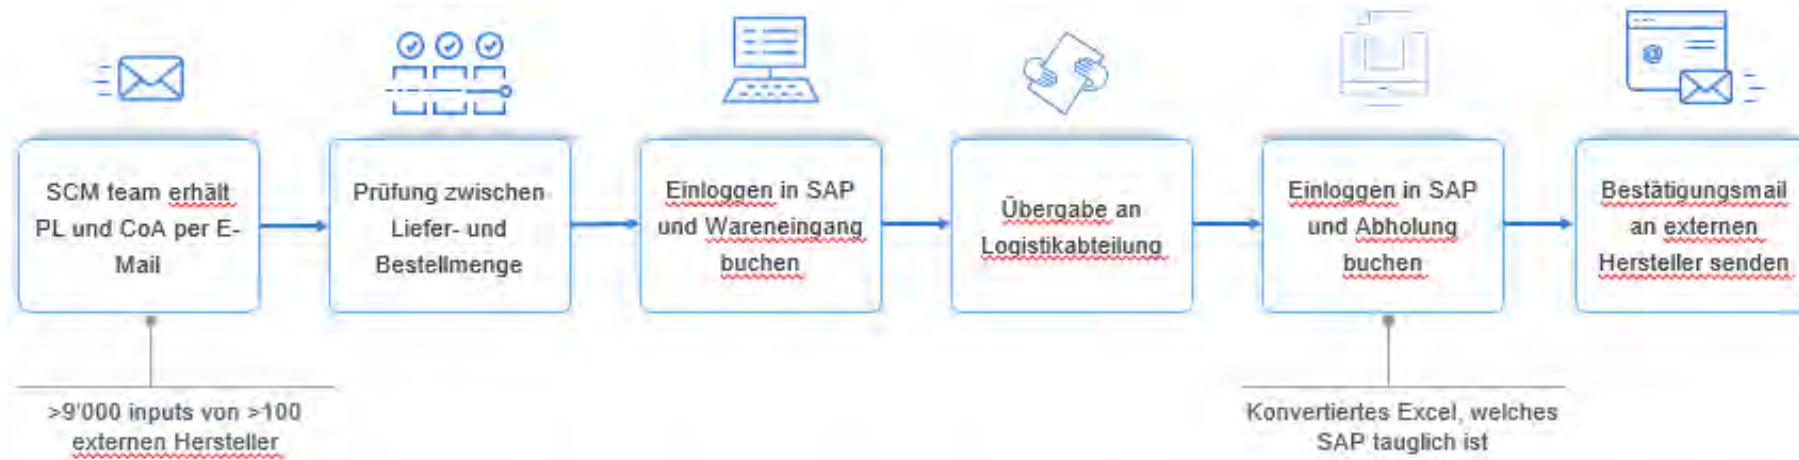 SCM team erhält
PL und CoA per E-
Mail
Prüfung zwischen
Liefer- und
Bestellmenge
Einloggen in SAP
und Wareneingang
buchen
Übergabe an
Logistikabteilung
Einloggen in SAP
und Abholung
buchen
Bestätigungsmail
an externen
Hersteller senden
>9'000 inputs von >100
externen Hersteller
Konvertiertes Excel, welches
SAP tauglich ist